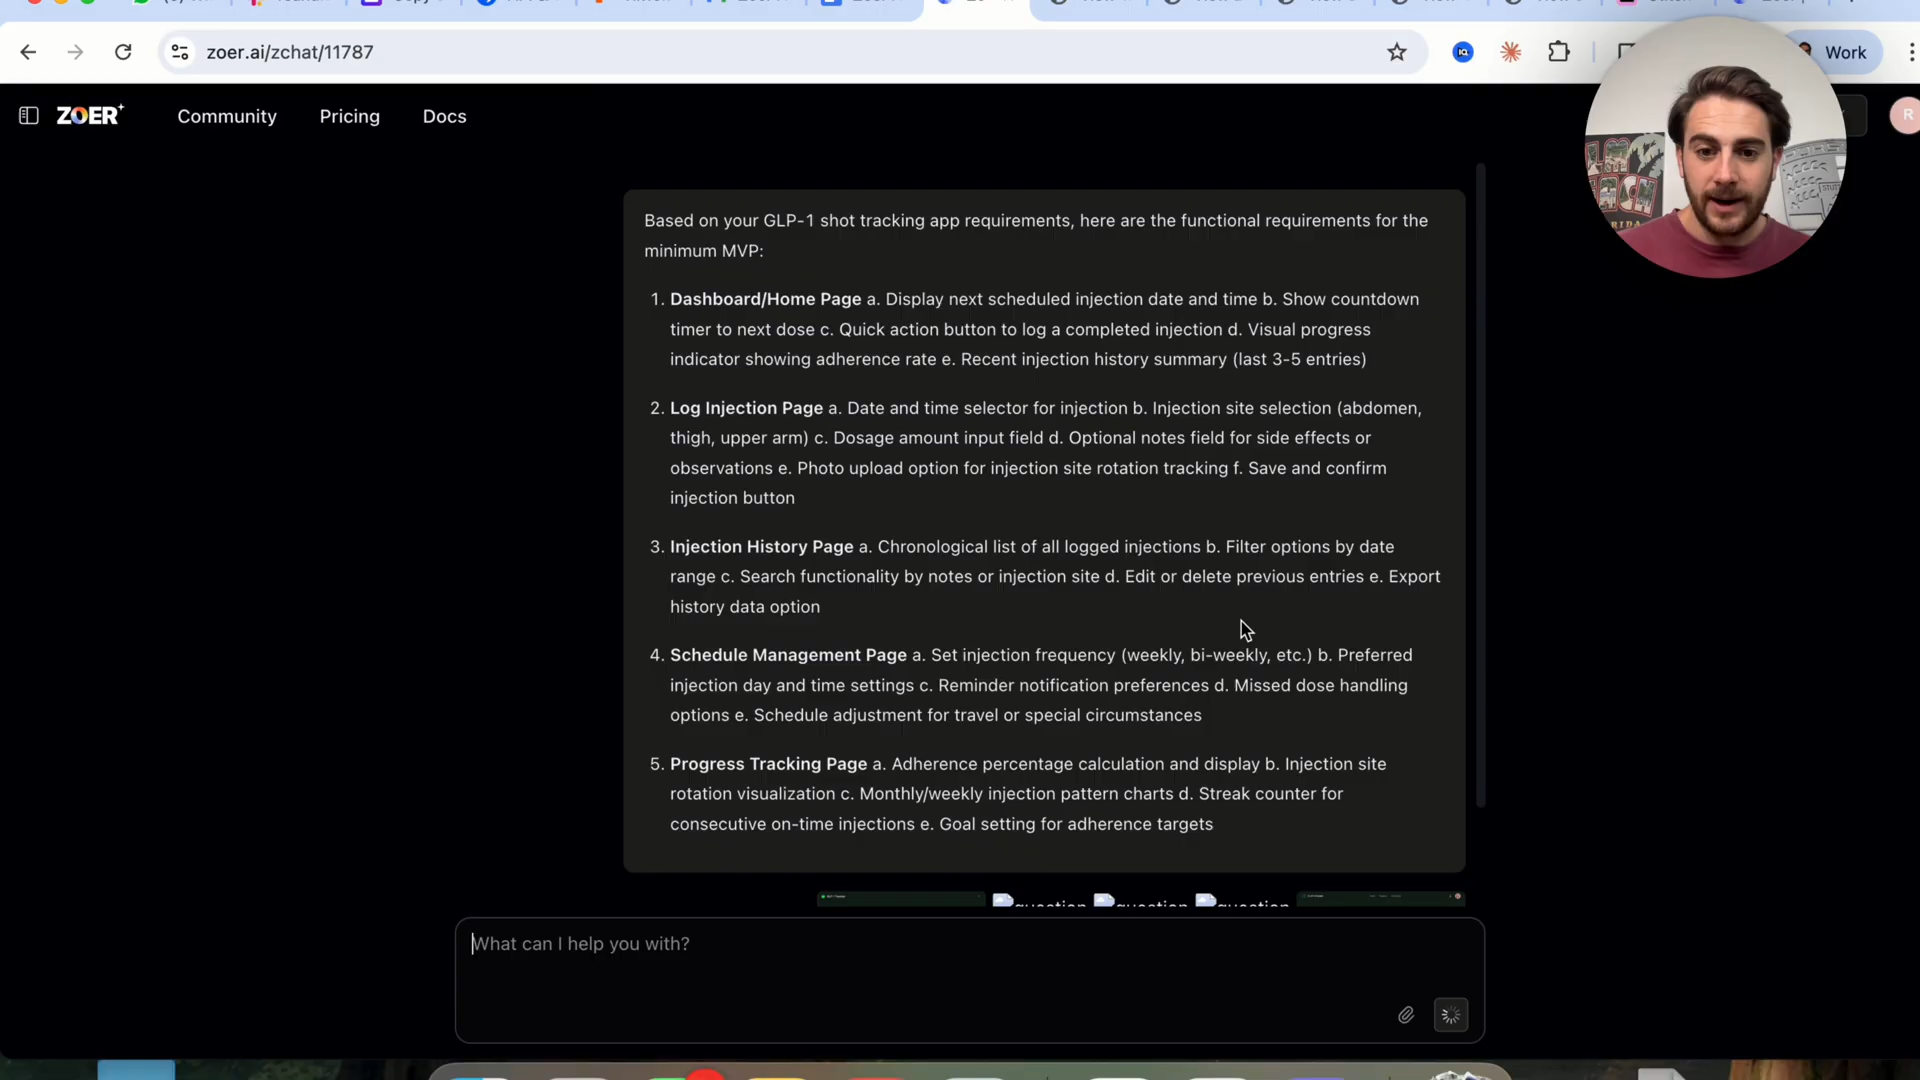 zoer.ai/zchat/11787
Work
ZOER
Community
Pricing
Docs
R
Based on your GLP-1 shot tracking app requirements, here are the functional requirements for the
minimum MVP:
1. Dashboard/Home Page a. Display next scheduled injection date and time b. Show countdown
timer to next dose c. Quick action button to log a completed injection d. Visual progress
indicator showing adherence rate e. Recent injection history summary (last 3-5 entries)
2. Log Injection Page a. Date and time selector for injection b. Injection site selection (abdomen,
thigh, upper arm) c. Dosage amount input field d. Optional notes field for side effects or
observations e. Photo upload option for injection site rotation tracking f. Save and confirm
injection button
3. Injection History Page a. Chronological list of all logged injections b. Filter options by date
range c. Search functionality by notes or injection site d. Edit or delete previous entries e. Export
history data option
4. Schedule Management Page a. Set injection frequency (weekly, bi-weekly, etc.) b. Preferred
injection day and time settings c. Reminder notification preferences d. Missed dose handling
options e. Schedule adjustment for travel or special circumstances
5. Progress Tracking Page a. Adherence percentage calculation and display b. Injection site
rotation visualization c. Monthly/weekly injection pattern charts d. Streak counter for
consecutive on-time injections e. Goal setting for adherence targets
question question question
What can I help you with?